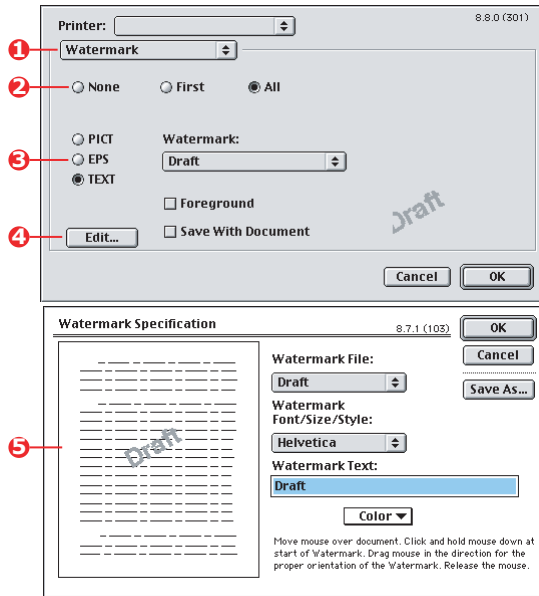 Printer:
8.8.0 (301)
1 Watermark
2 None First All
PICT Watermark:
3 EPS Draft
TEXT
Foreground
Draft
4 Edit... Save With Document
Cancel OK
Watermark Specification 8.7.1 (103) OK
Watermark File: Cancel
Draft Save As...
Watermark
Font/Size/Style:
5 Draft Helvetica
Watermark Text:
Draft
Color
Move mouse over document. Click and hold mouse down at
start of Watermark. Drag mouse in the direction for the
proper orientation of the Watermark. Release the mouse.